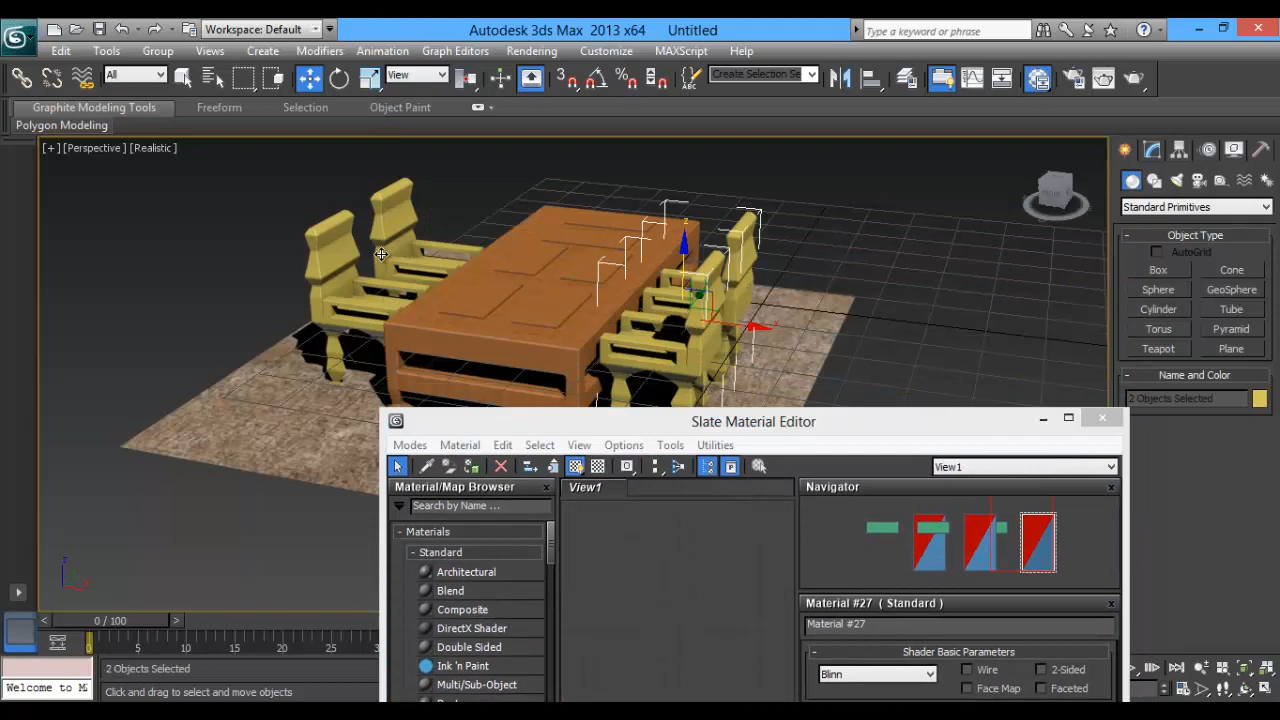 Workspace: Default
Autodesk 3ds Max 2013 x64 Untitled
Type a keyword or phrase
Edit Tools Group Views Create Modifiers Animation Graph Editors Rendering Customize MAXScript Help
All
View
3
Create Selection Se
ABC
Graphite Modeling Tools Freeform Selection Object Paint
Polygon Modeling
[+] [Perspective] [Realistic]
Standard Primitives
- Object Type
AutoGrid
Box Cone
Sphere GeoSphere
Cylinder Tube
Torus Pyramid
Teapot Plane
- Name and Color
2 Objects Selected
z
x
Slate Material Editor
Modes Material Edit Select View Options Tools Utilities
View1
Material/Map Browser
View1
Navigator
Search by Name ...
- Materials
- Standard
Architectural
Blend
Composite
DirectX Shader
Double Sided
Ink 'n Paint
Multi/Sub-Object
Material #27 ( Standard )
Material #27
- Shader Basic Parameters
Blinn
Wire
2-Sided
Face Map
Faceted
z
x
< 0 / 100 >
0 5 10 15 20 25
2 Objects Selected
Welcome to M
Click and drag to select and move objects